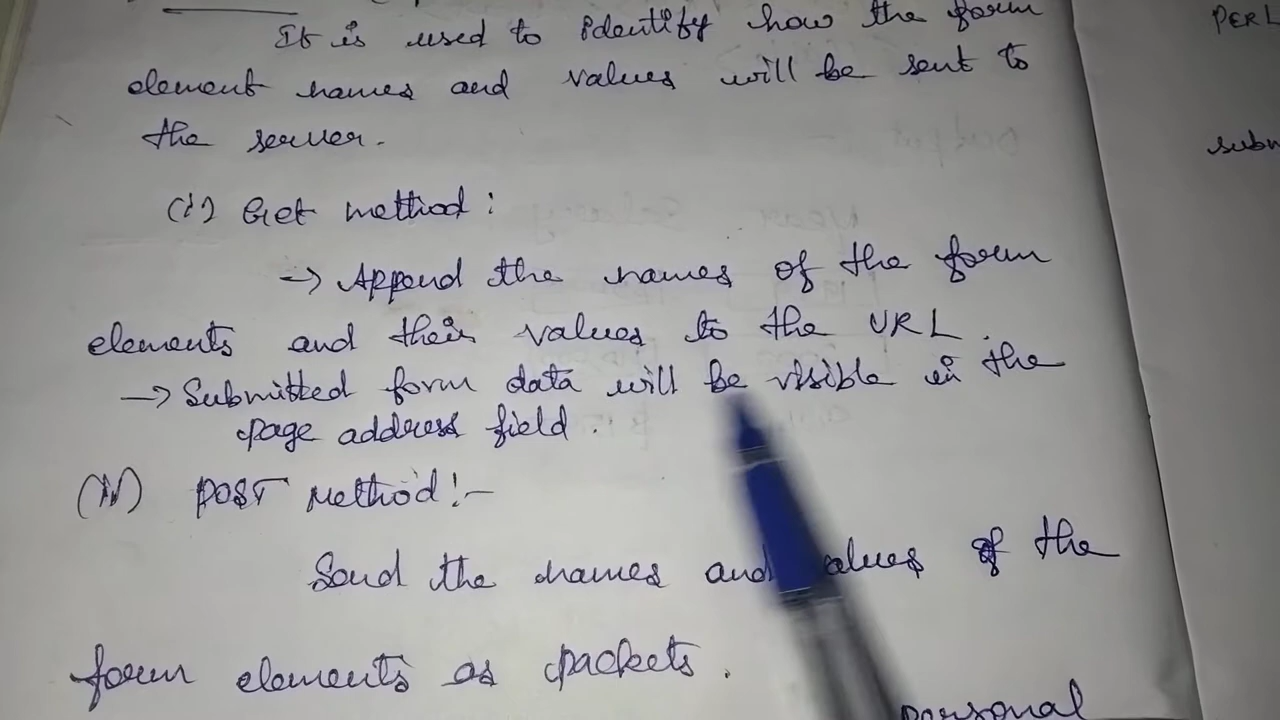 It is used to identify how the form
element names and values will be sent to
the server.
(i) Get method:
→ Append the names of the form
elements and their values to the URL.
→ Submitted form data will be visible in the
page address field.
(ii) POST Method:-
Send the names and values of the
form elements as packets.
personal
PERL